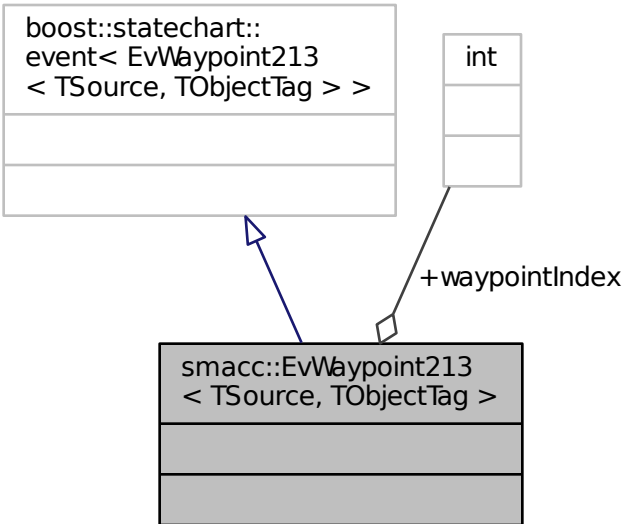 boost::statechart::
event< EvWaypoint213
< TSource, TObjectTag > >
int
+waypointIndex
smacc::EvWaypoint213
< TSource, TObjectTag >